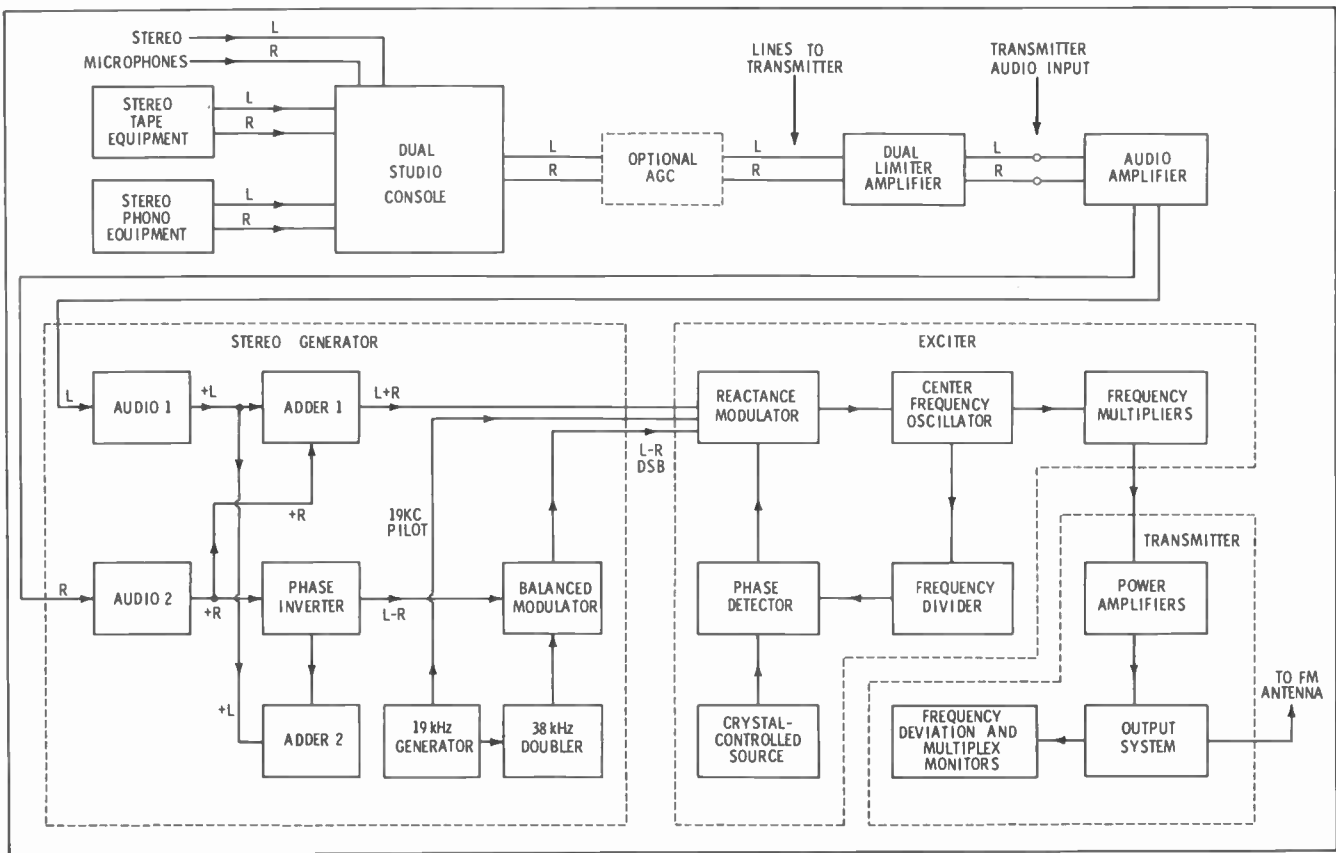 STEREO
MICROPHONES
L
R
STEREO
TAPE
EQUIPMENT
L
R
STEREO
PHONO
EQUIPMENT
L
R
DUAL
STUDIO
CONSOLE
L
R
OPTIONAL
AGC
LINES TO
TRANSMITTER
L
R
DUAL
LIMITER
AMPLIFIER
TRANSMITTER
AUDIO INPUT
L
R
AUDIO
AMPLIFIER
STEREO GENERATOR
L
AUDIO 1
+L
ADDER 1
L+R
+R
19KC
PILOT
L-R
DSB
R
AUDIO 2
+R
PHASE
INVERTER
L-R
BALANCED
MODULATOR
+L
ADDER 2
19 kHz
GENERATOR
38 kHz
DOUBLER
EXCITER
REACTANCE
MODULATOR
CENTER
FREQUENCY
OSCILLATOR
FREQUENCY
MULTIPLIERS
PHASE
DETECTOR
FREQUENCY
DIVIDER
CRYSTAL-
CONTROLLED
SOURCE
TRANSMITTER
POWER
AMPLIFIERS
FREQUENCY
DEVIATION AND
MULTIPLEX
MONITORS
OUTPUT
SYSTEM
TO FM
ANTENNA